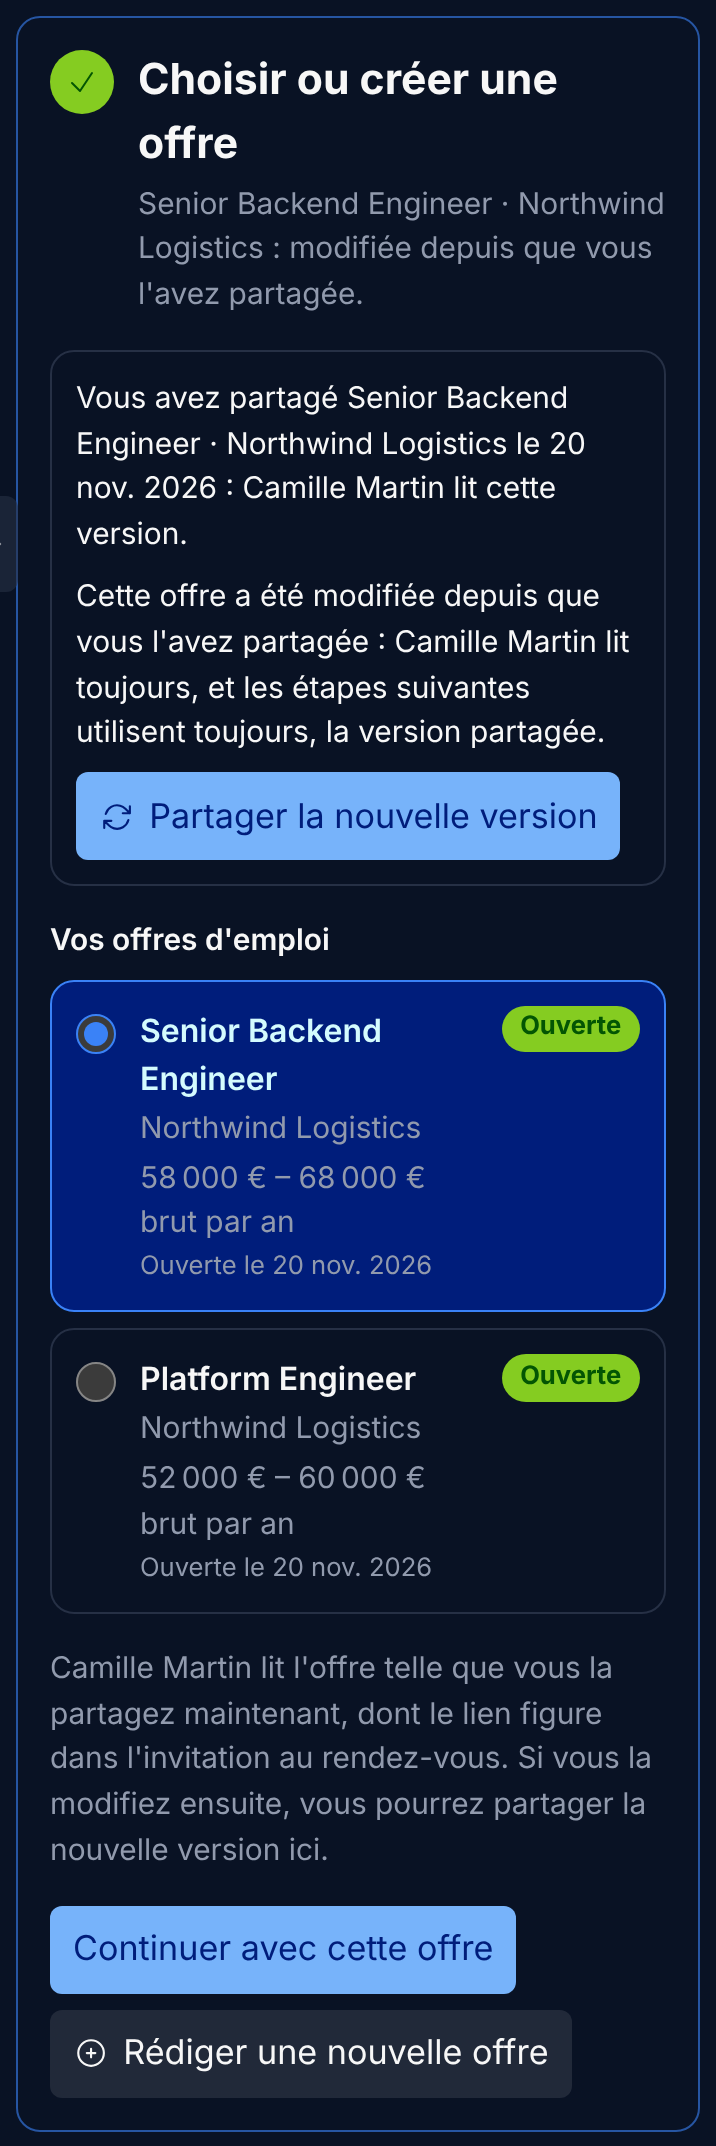 Choisir ou créer une
offre
Senior Backend Engineer · Northwind
Logistics : modifiée depuis que vous
l'avez partagée.
Vous avez partagé Senior Backend
Engineer · Northwind Logistics le 20
nov. 2026 : Camille Martin lit cette
version.
Cette offre a été modifiée depuis que
vous l'avez partagée : Camille Martin lit
toujours, et les étapes suivantes
utilisent toujours, la version partagée.
Partager la nouvelle version
Vos offres d'emploi
Senior Backend
Engineer
Ouverte
Northwind Logistics
58 000 € – 68 000 €
brut par an
Ouverte le 20 nov. 2026
Platform Engineer
Ouverte
Northwind Logistics
52 000 € – 60 000 €
brut par an
Ouverte le 20 nov. 2026
Camille Martin lit l'offre telle que vous la
partagez maintenant, dont le lien figure
dans l'invitation au rendez-vous. Si vous la
modifiez ensuite, vous pourrez partager la
nouvelle version ici.
Continuer avec cette offre
Rédiger une nouvelle offre